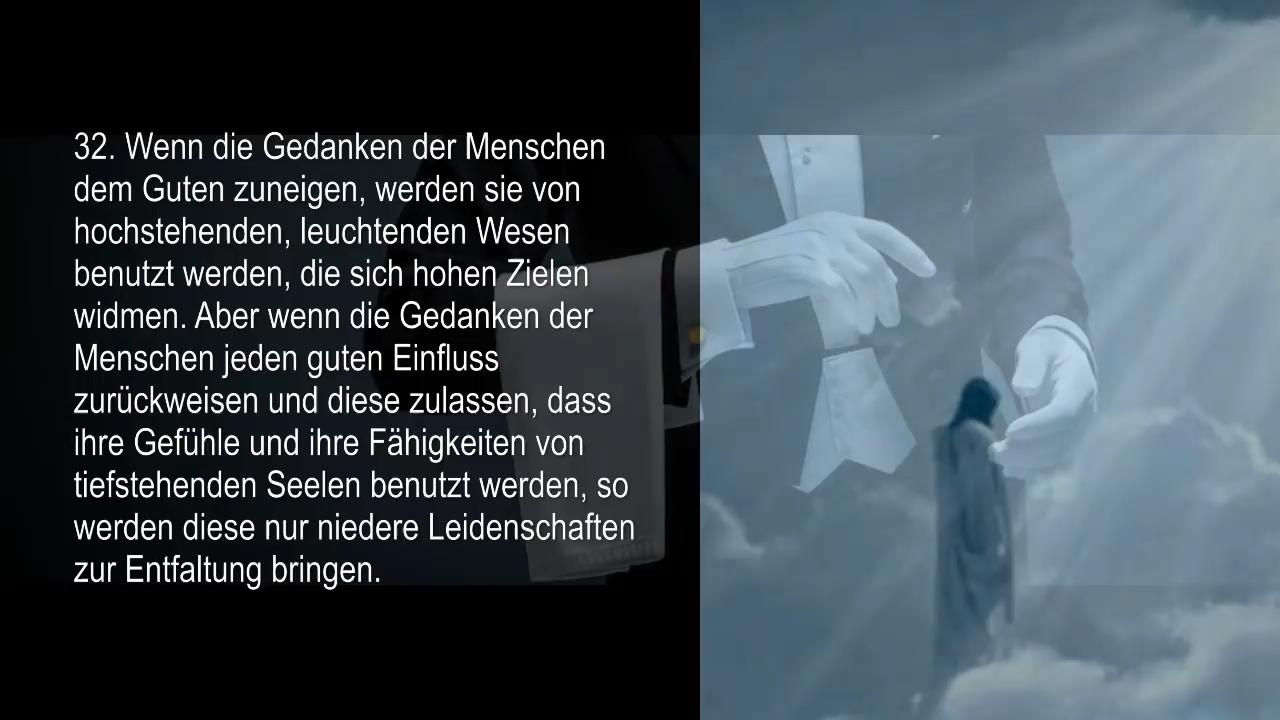 32. Wenn die Gedanken der Menschen
dem Guten zuneigen, werden sie von
hochstehenden, leuchtenden Wesen
benutzt werden, die sich hohen Zielen
widmen. Aber wenn die Gedanken der
Menschen jeden guten Einfluss
zurückweisen und diese zulassen, dass
ihre Gefühle und ihre Fähigkeiten von
tiefstehenden Seelen benutzt werden, so
werden diese nur niedere Leidenschaften
zur Entfaltung bringen.